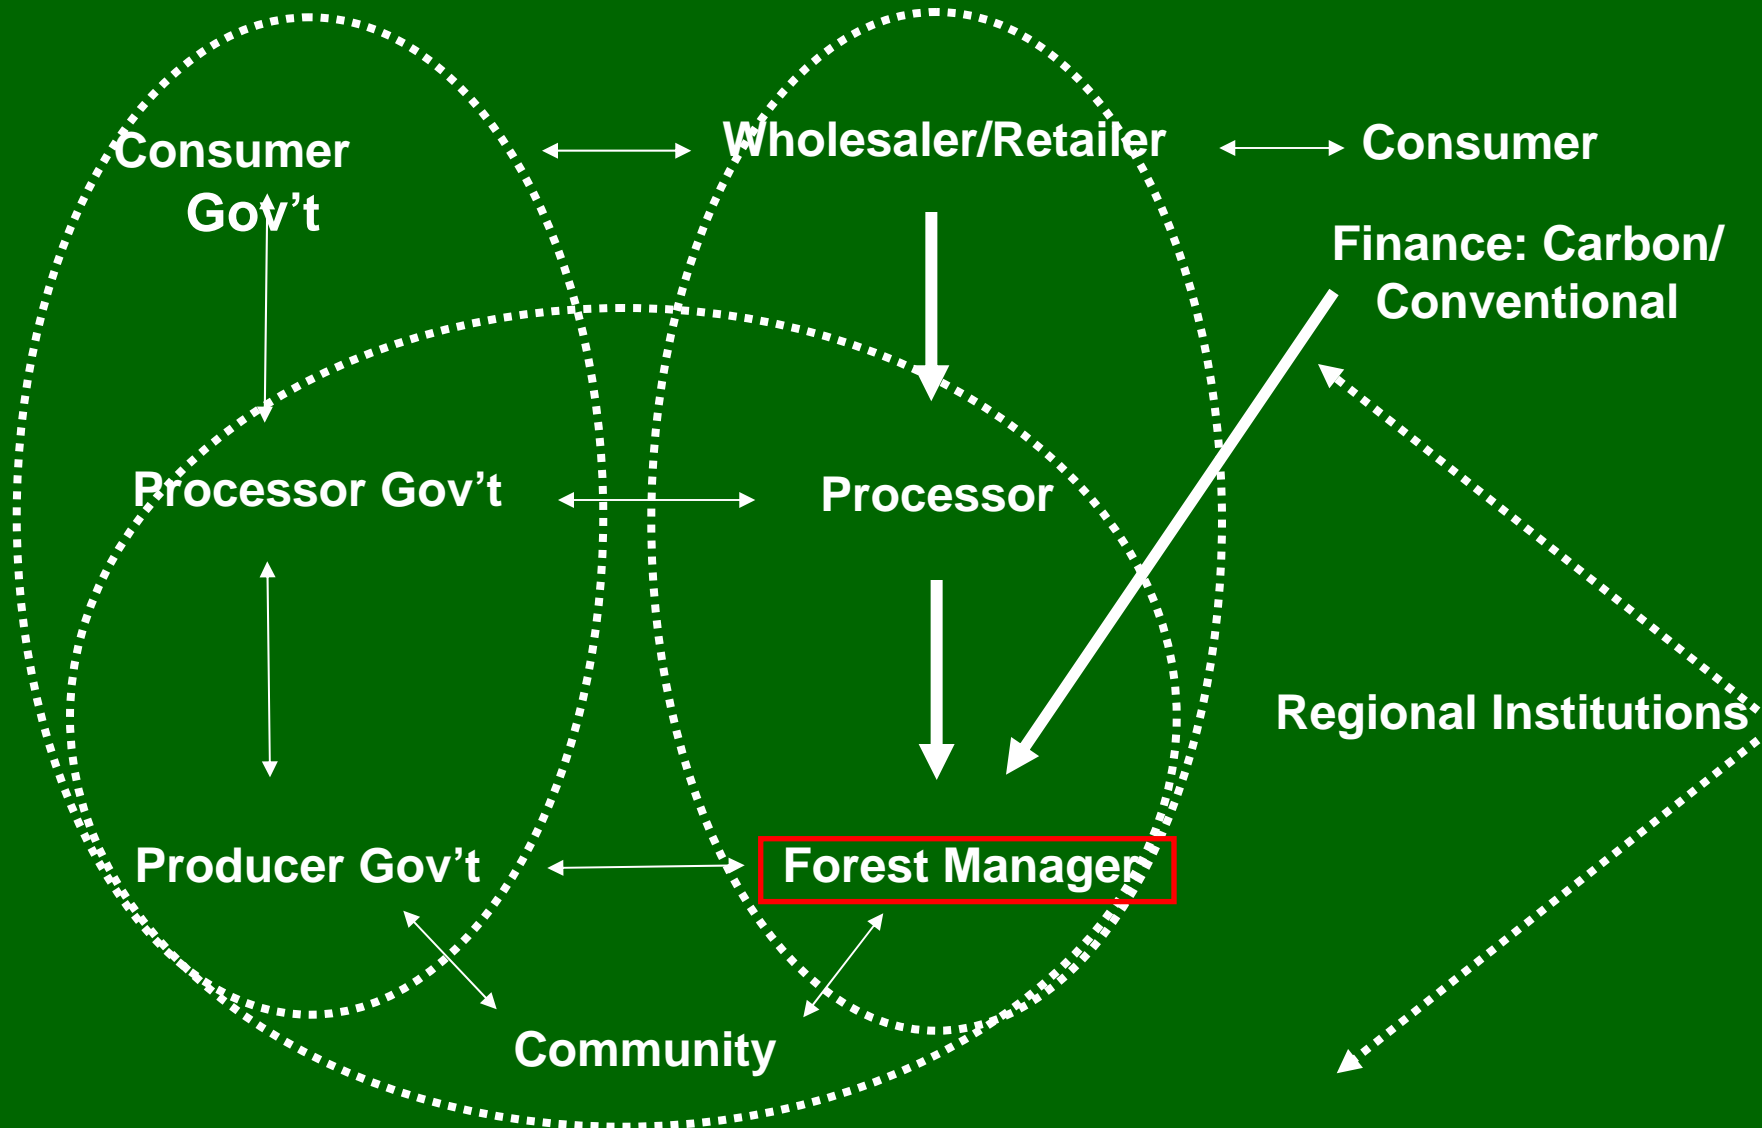 Consumer
Gov’t
Wholesaler/Retailer
Consumer
Finance: Carbon/
Conventional
Processor Gov’t
Processor
Regional Institutions
Producer Gov’t
Forest Manager
Community